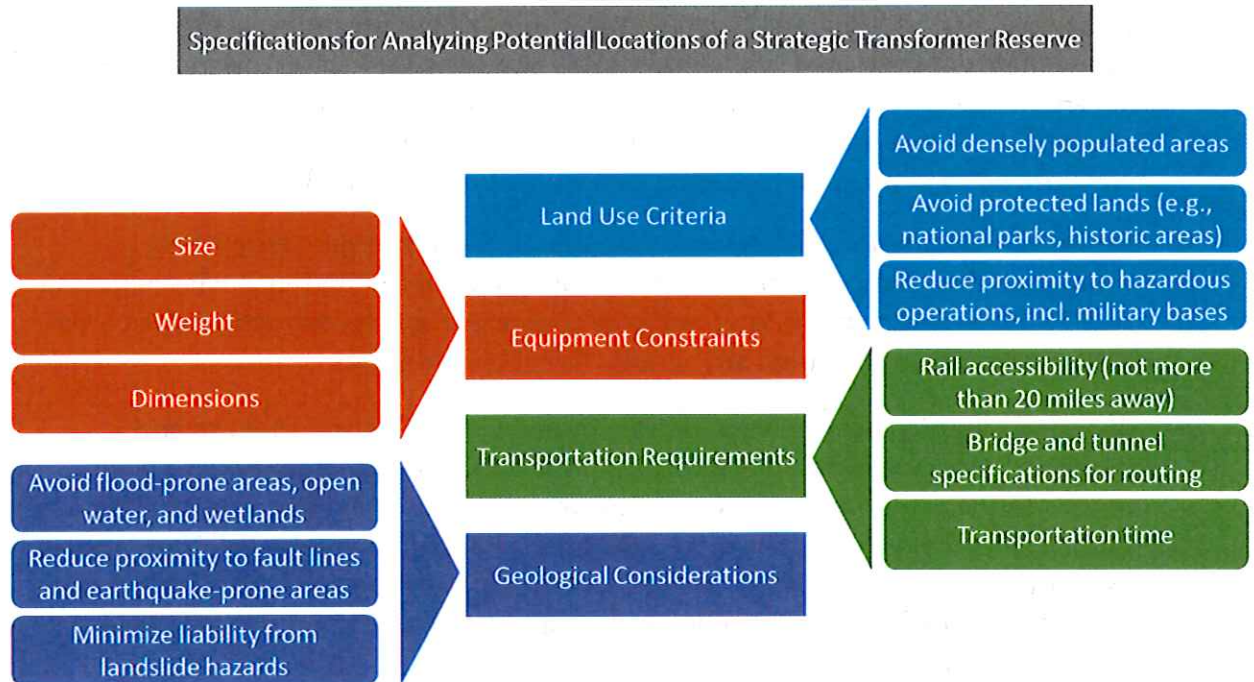 Specifications for Analyzing Potential Locations of a Strategic Transformer Reserve
Size
Weight
Dimensions
Avoid flood-prone areas, open
water, and wetlands
Reduce proximity to fault lines
and earthquake-prone areas
Minimize liability from
landslide hazards
Land Use Criteria
Equipment Constraints
Transportation Requirements
Geological Considerations
Avoid densely populated areas
Avoid protected lands (e.g.,
national parks, historic areas)
Reduce proximity to hazardous
operations, incl. military bases
Rail accessibility (not more
than 20 miles away)
Bridge and tunnel
specifications for routing
Transportation time